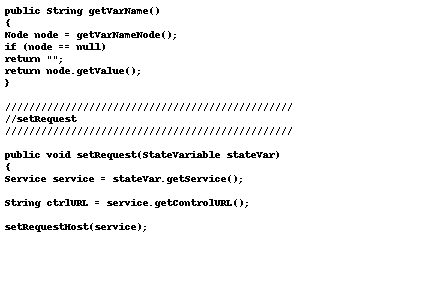 public String getVarName()
{
Node node = getVarNameNode();
if (node == null)
return "";
return node.getValue();
}
////////////////////////////////////////////////
//setRequest
////////////////////////////////////////////////
public void setRequest(StateVariable stateVar)
{
Service service = stateVar.getService();
String ctrlURL = service.getControlURL();
setRequestHost(service);